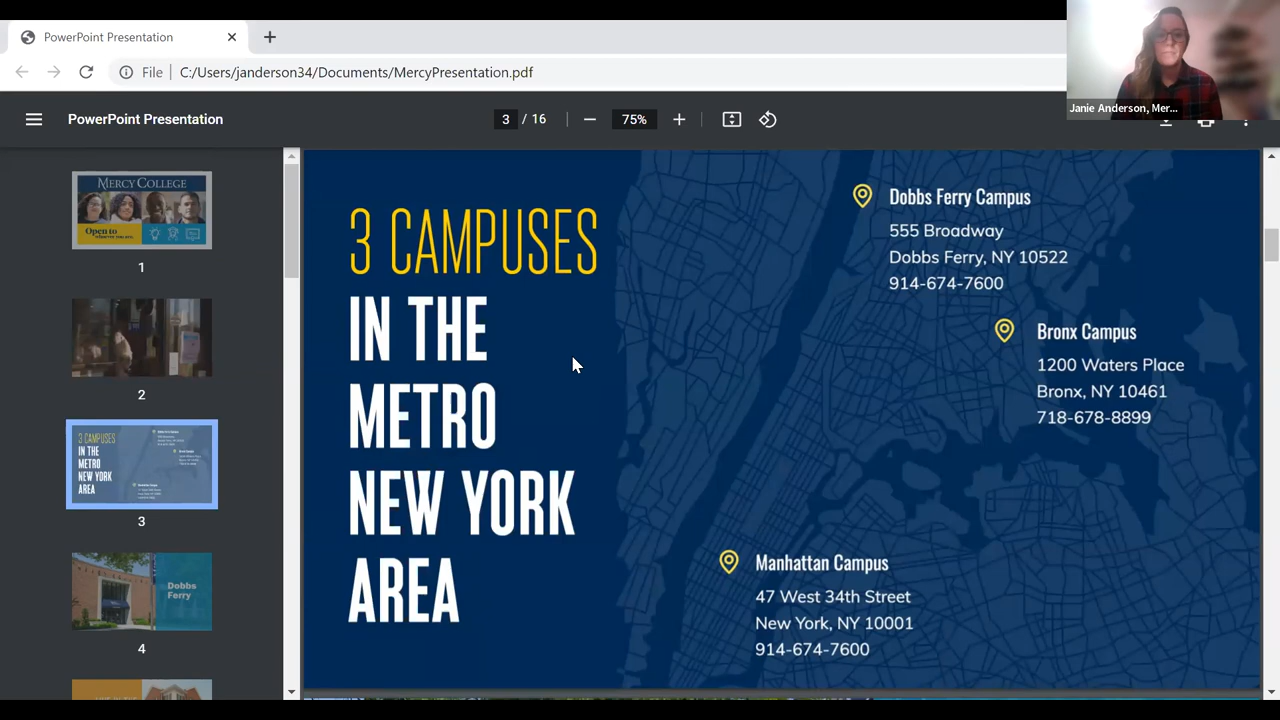 PowerPoint Presentation
File
C:/Users/janderson34/Documents/MercyPresentation.pdf
Janie Anderson, Mer...
PowerPoint Presentation
3 / 16
75%
MERCY COLLEGE
Open to
1
2
3 CAMPUSES
IN THE
METRO
NEW YORK
AREA
3
Dobbs
Ferry
4
3 CAMPUSES
IN THE
METRO
NEW YORK
AREA
Dobbs Ferry Campus
555 Broadway
Dobbs Ferry, NY 10522
914-674-7600
Bronx Campus
1200 Waters Place
Bronx, NY 10461
718-678-8899
Manhattan Campus
47 West 34th Street
New York, NY 10001
914-674-7600